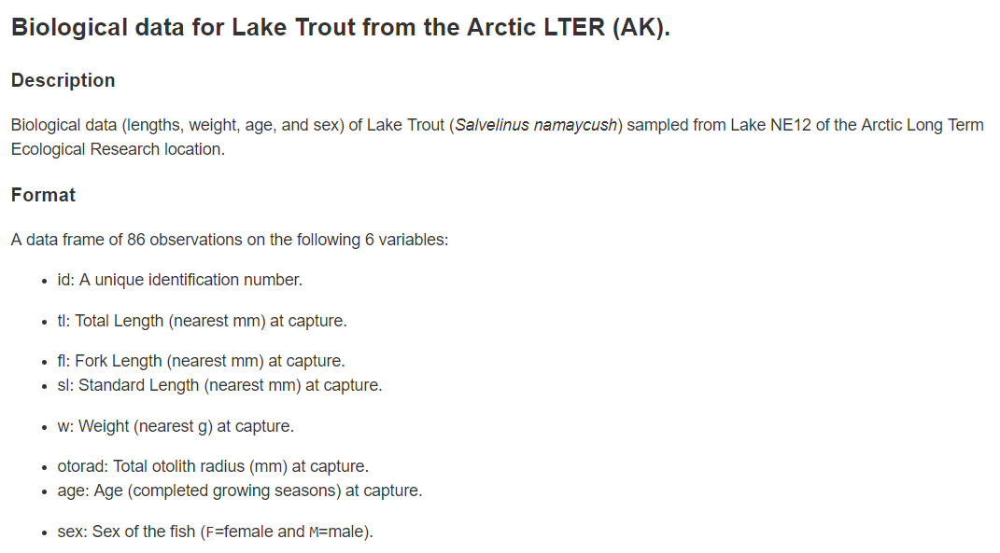 Biological data for Lake Trout from the Arctic LTER (AK).
Description
Biological data (lengths, weight, age, and sex) of Lake Trout (Salvelinus namaycush) sampled from Lake NE12 of the Arctic Long Term
Ecological Research location.
Format
A data frame of 86 observations on the following 6 variables:
• id: A unique identification number.
• tl: Total Length (nearest mm) at capture.
• fl: Fork Length (nearest mm) at capture.
• sl: Standard Length (nearest mm) at capture.
• w: Weight (nearest g) at capture.
• otorad: Total otolith radius (mm) at capture.
• age: Age (completed growing seasons) at capture.
• sex: Sex of the fish (F=female and M=male).